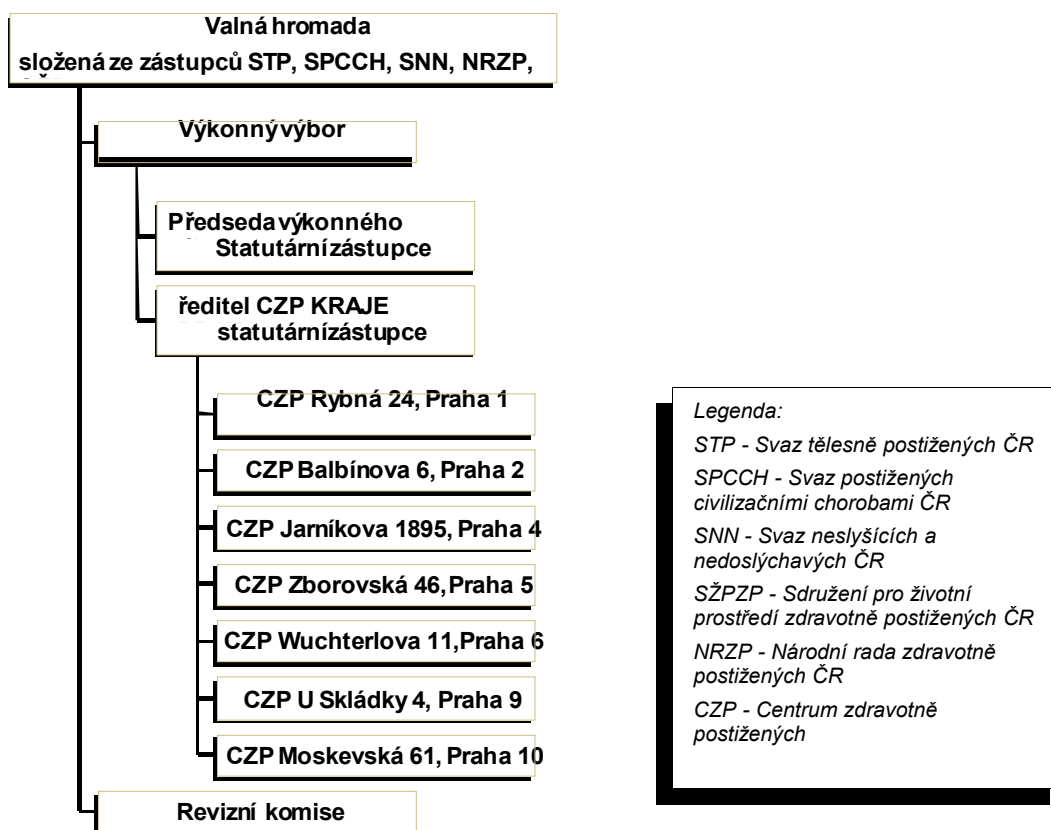 Valná hromada
složená ze zástupců STP, SPCCH, SNN, NRZP,
Výkonný výbor
Předseda výkonného
Statutární zástupce
ředitel CZP KRAJE
statutární zástupce
CZP Rybná 24, Praha 1
CZP Balbínova 6, Praha 2
CZP Jarníkova 1895, Praha 4
CZP Zborovská 46, Praha 5
CZP Wuchterlova 11, Praha 6
CZP U Skládky 4, Praha 9
CZP Moskevská 61, Praha 10
Revizní komise
Legenda:
STP - Svaz tělesně postižených ČR
SPCCH - Svaz postižených
civilizačními chorobami ČR
SNN - Svaz neslyšících a
nedoslýchavých ČR
SŽPZP - Sdružení pro životní
prostředí zdravotně postižených ČR
NRZP - Národní rada zdravotně
postižených ČR
CZP - Centrum zdravotně
postižených